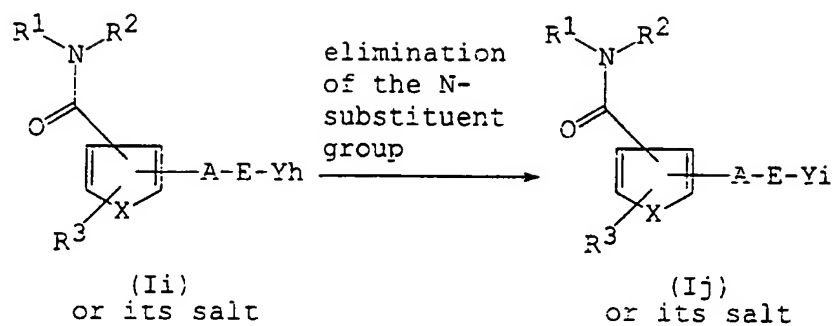 R1 R2
N
O
A-E-Yh
X
R3
(Ii)
or its salt
elimination
of the N-
substituent
group
R1 R2
N
O
A-E-Yi
X
R3
(Ij)
or its salt